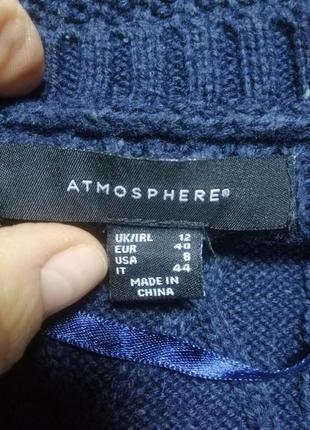 ATMOSPHERE®
UK/IRL 12
EUR 40
USA 8
IT 44
MADE IN
CHINA